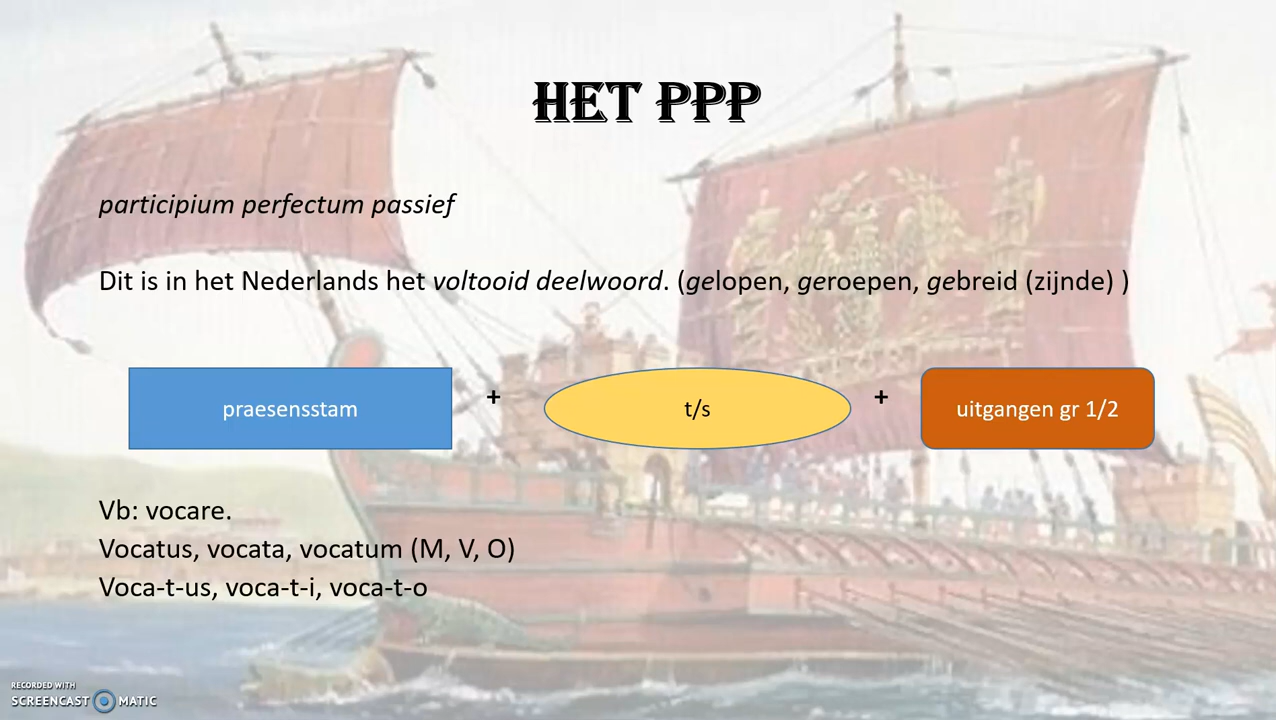 HET PPP
participium perfectum passief
Dit is in het Nederlands het voltooid deelwoord. (gelopen, geroepen, gebreid (zijnde) )
praesensstam + t/s + uitgangen gr 1/2
Vb: vocare.
Vocatus, vocata, vocatum (M, V, O)
Voca-t-us, voca-t-i, voca-t-o
RECORDED WITH
SCREENCAST MATIC